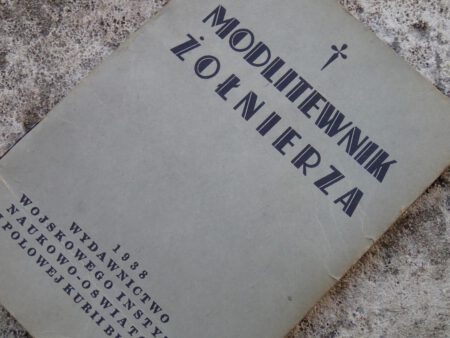 MODLITEWNIK
ŻOŁNIERZA
1938
WYDAWNICTWO
WOJSKOWEGO
NAUKOWO-
POLOWEJ KURII